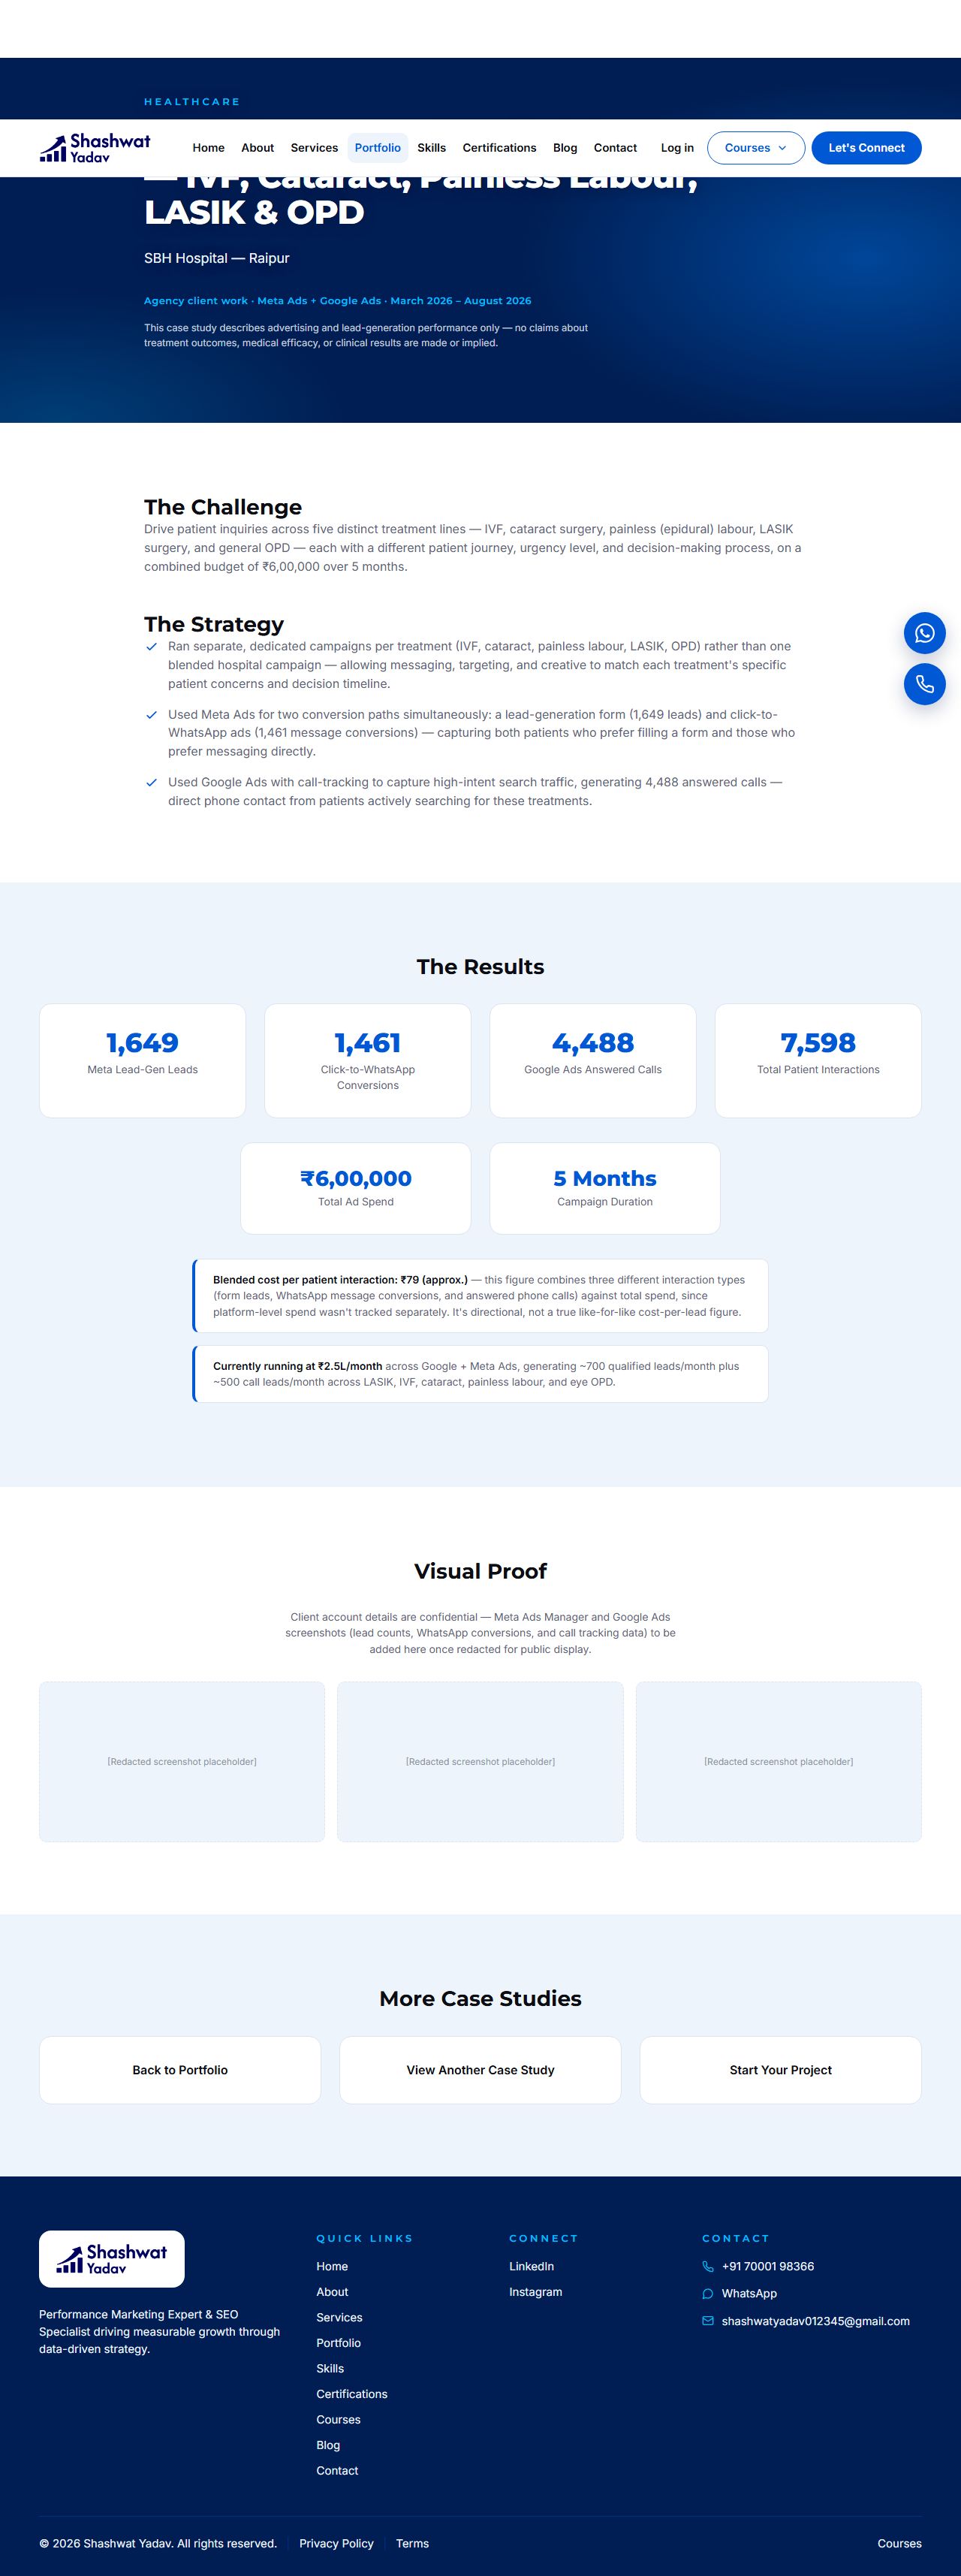 HEALTHCARE
Shashwat
Yadav
Home About Services Portfolio Skills Certifications Blog Contact Log in Courses Let's Connect
— IVF, Cataract, Painless Labour,
LASIK & OPD
SBH Hospital — Raipur
Agency client work · Meta Ads + Google Ads · March 2026 – August 2026
This case study describes advertising and lead-generation performance only — no claims about
treatment outcomes, medical efficacy, or clinical results are made or implied.
The Challenge
Drive patient inquiries across five distinct treatment lines — IVF, cataract surgery, painless (epidural) labour, LASIK
surgery, and general OPD — each with a different patient journey, urgency level, and decision-making process, on a
combined budget of ₹6,00,000 over 5 months.
The Strategy
Ran separate, dedicated campaigns per treatment (IVF, cataract, painless labour, LASIK, OPD) rather than one
blended hospital campaign — allowing messaging, targeting, and creative to match each treatment's specific
patient concerns and decision timeline.
Used Meta Ads for two conversion paths simultaneously: a lead-generation form (1,649 leads) and click-to-
WhatsApp ads (1,461 message conversions) — capturing both patients who prefer filling a form and those who
prefer messaging directly.
Used Google Ads with call-tracking to capture high-intent search traffic, generating 4,488 answered calls —
direct phone contact from patients actively searching for these treatments.
The Results
1,649
Meta Lead-Gen Leads
1,461
Click-to-WhatsApp
Conversions
4,488
Google Ads Answered Calls
7,598
Total Patient Interactions
₹6,00,000
Total Ad Spend
5 Months
Campaign Duration
Blended cost per patient interaction: ₹79 (approx.) — this figure combines three different interaction types
(form leads, WhatsApp message conversions, and answered phone calls) against total spend, since
platform-level spend wasn't tracked separately. It's directional, not a true like-for-like cost-per-lead figure.
Currently running at ₹2.5L/month across Google + Meta Ads, generating ~700 qualified leads/month plus
~500 call leads/month across LASIK, IVF, cataract, painless labour, and eye OPD.
Visual Proof
Client account details are confidential — Meta Ads Manager and Google Ads
screenshots (lead counts, WhatsApp conversions, and call tracking data) to be
added here once redacted for public display.
[Redacted screenshot placeholder]
[Redacted screenshot placeholder]
[Redacted screenshot placeholder]
More Case Studies
Back to Portfolio
View Another Case Study
Start Your Project
Shashwat
Yadav
Performance Marketing Expert & SEO
Specialist driving measurable growth through
data-driven strategy.
QUICK LINKS
Home
About
Services
Portfolio
Skills
Certifications
Courses
Blog
Contact
CONNECT
LinkedIn
Instagram
CONTACT
+91 70001 98366
WhatsApp
shashwatyadav012345@gmail.com
© 2026 Shashwat Yadav. All rights reserved. Privacy Policy Terms Courses